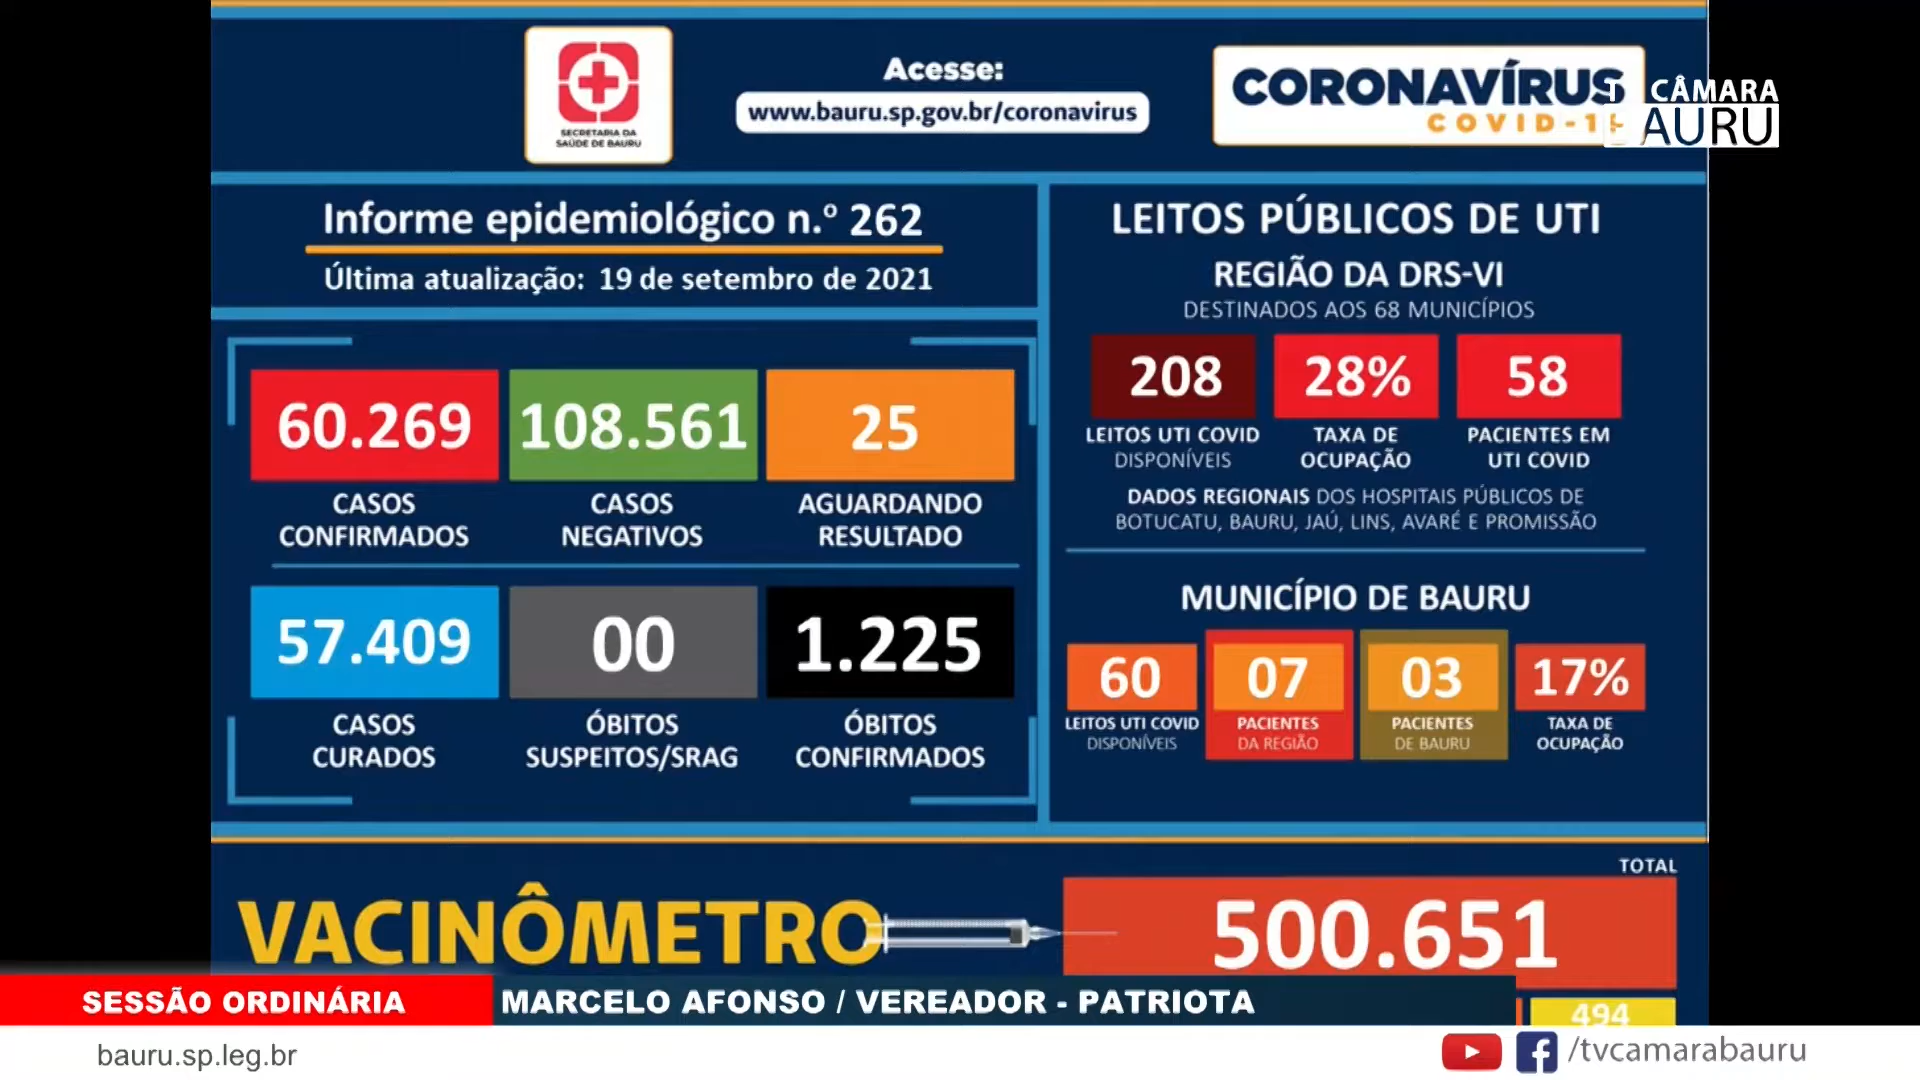 SECRETARIA DA
SAÚDE DE BAURU
Acesse:
www.bauru.sp.gov.br/coronavirus
CORONAVÍRUS
COVID-1
T CÂMARA
AURU
Informe epidemiológico n.º 262
Última atualização: 19 de setembro de 2021
60.269
CASOS
CONFIRMADOS
108.561
CASOS
NEGATIVOS
25
AGUARDANDO
RESULTADO
57.409
CASOS
CURADOS
00
ÓBITOS
SUSPEITOS/SRAG
1.225
ÓBITOS
CONFIRMADOS
LEITOS PÚBLICOS DE UTI
REGIÃO DA DRS-VI
DESTINADOS AOS 68 MUNICÍPIOS
208
LEITOS UTI COVID
DISPONÍVEIS
28%
TAXA DE
OCUPAÇÃO
58
PACIENTES EM
UTI COVID
DADOS REGIONAIS DOS HOSPITAIS PÚBLICOS DE
BOTUCATU, BAURU, JAÚ, LINS, AVARÉ E PROMISSÃO
MUNICÍPIO DE BAURU
60
LEITOS UTI COVID
DISPONÍVEIS
07
PACIENTES
DA REGIÃO
03
PACIENTES
DE BAURU
17%
TAXA DE
OCUPAÇÃO
VACINÔMETRO
TOTAL
500.651
494
SESSÃO ORDINÁRIA
MARCELO AFONSO / VEREADOR - PATRIOTA
bauru.sp.leg.br
/tvcamarabauru